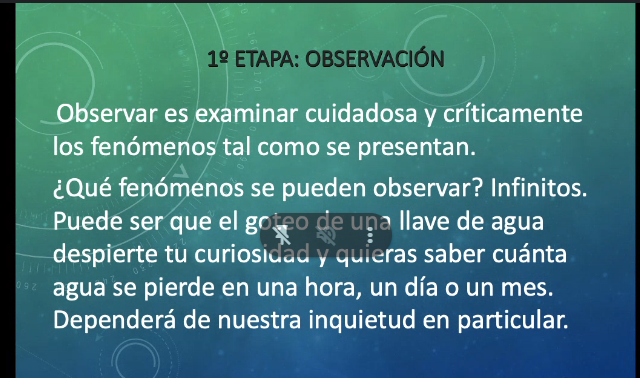 1º ETAPA: OBSERVACIÓN
Observar es examinar cuidadosa y críticamente
los fenómenos tal como se presentan.
¿Qué fenómenos se pueden observar? Infinitos.
Puede ser que el goteo de una llave de agua
despierte tu curiosidad y quieras saber cuánta
agua se pierde en una hora, un día o un mes.
Dependerá de nuestra inquietud en particular.